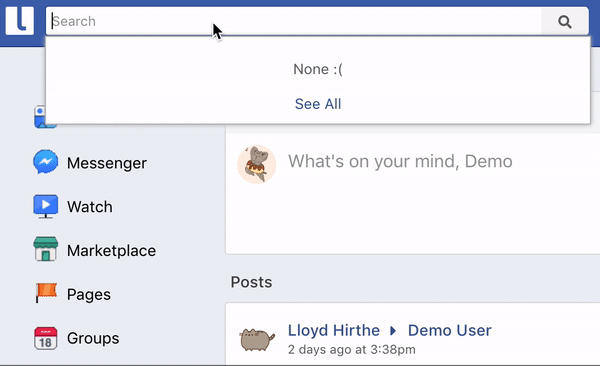 Search
None :(
See All
Messenger
What's on your mind, Demo
Watch
Marketplace
Pages
Groups
18
Posts
Lloyd Hirthe Demo User
2 days ago at 3:38pm